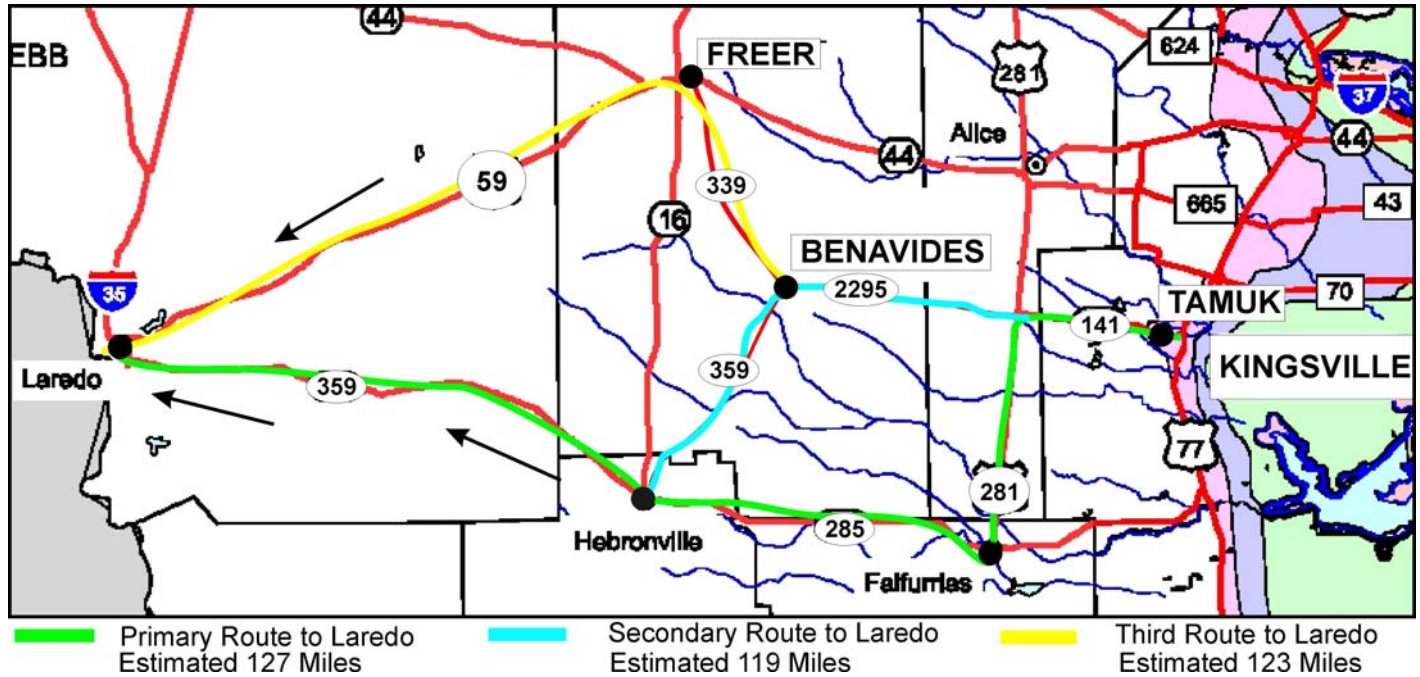 44
EBB
FREER
281
624
37
44
Alice
44
59
339
665
43
16
BENAVIDES
35
2295
TAMUK
70
141
Laredo
359
359
KINGSVILLE
77
281
285
Hebronville
Falfurrias
Primary Route to Laredo
Estimated 127 Miles
Secondary Route to Laredo
Estimated 119 Miles
Third Route to Laredo
Estimated 123 Miles